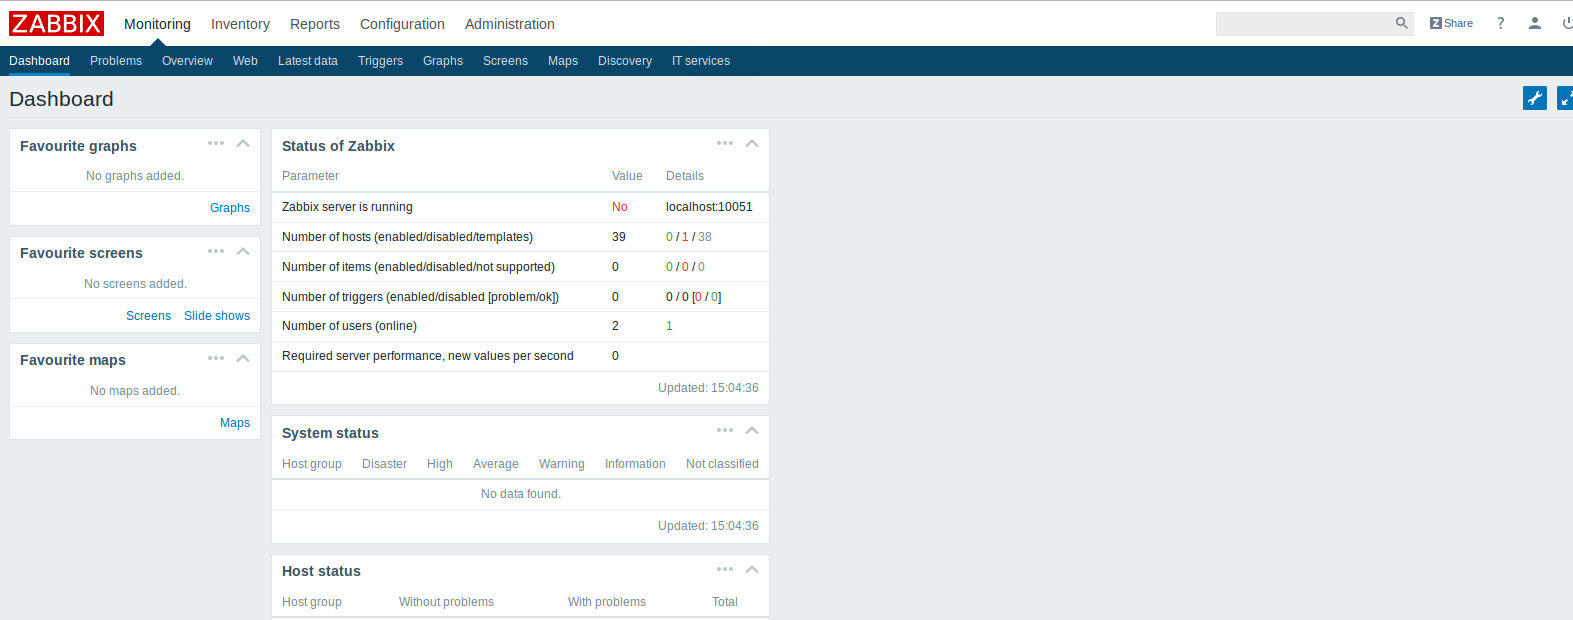 ZABBIX Monitoring Inventory Reports Configuration Administration Z Share ?
Dashboard Problems Overview Web Latest data Triggers Graphs Screens Maps Discovery IT services
Dashboard
Favourite graphs
No graphs added.
Graphs
Favourite screens
No screens added.
Screens Slide shows
Favourite maps
No maps added.
Maps
Status of Zabbix
Parameter Value Details
Zabbix server is running No localhost:10051
Number of hosts (enabled/disabled/templates) 39 0 / 1 / 38
Number of items (enabled/disabled/not supported) 0 0 / 0 / 0
Number of triggers (enabled/disabled [problem/ok]) 0 0 / 0 [0 / 0]
Number of users (online) 2 1
Required server performance, new values per second 0
Updated: 15:04:36
System status
Host group Disaster High Average Warning Information Not classified
No data found.
Updated: 15:04:36
Host status
Host group Without problems With problems Total